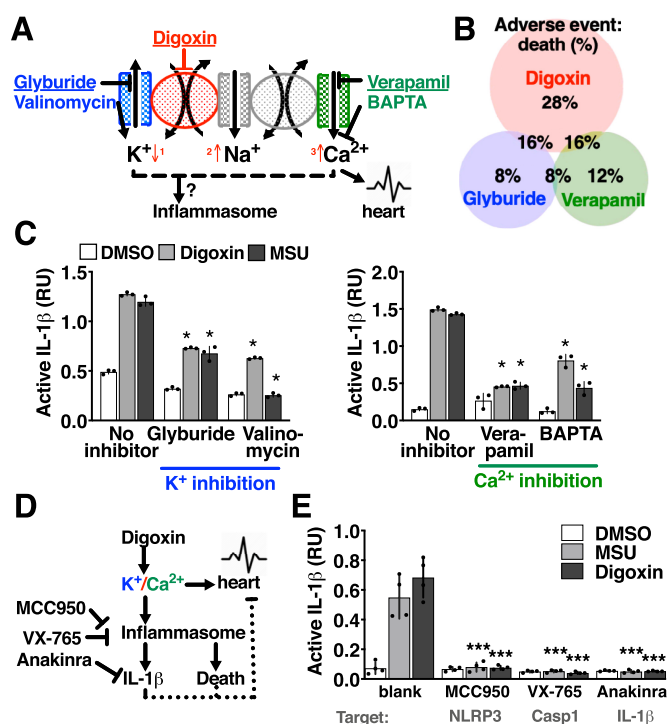 A
Digoxin
Glyburide
Valinomycin
Verapamil
BAPTA
K+ ↓1 2↑ Na+ 3↑ Ca2+
?
Inflammasome
heart
B
Adverse event:
death (%)
Digoxin
28%
16% 16%
8% 8% 12%
Glyburide
Verapamil
C
DMSO Digoxin MSU
Active IL-1β (RU)
1.5
1.0
0.5
0.0
* * * *
No inhibitor
Glyburide
Valino-
mycin
K+ inhibition
Active IL-1β (RU)
2.0
1.5
1.0
0.5
0.0
* * * *
No inhibitor
Vera-
pamil
BAPTA
Ca2+ inhibition
D
Digoxin
K+/Ca2+
heart
MCC950
VX-765
Anakinra
Inflammasome
IL-1β
Death
E
Active IL-1β (RU)
1.0
0.8
0.6
0.4
0.2
0.0
DMSO
MSU
Digoxin
*** *** *** *** *** ***
blank MCC950 VX-765 Anakinra
Target: NLRP3 Casp1 IL-1β